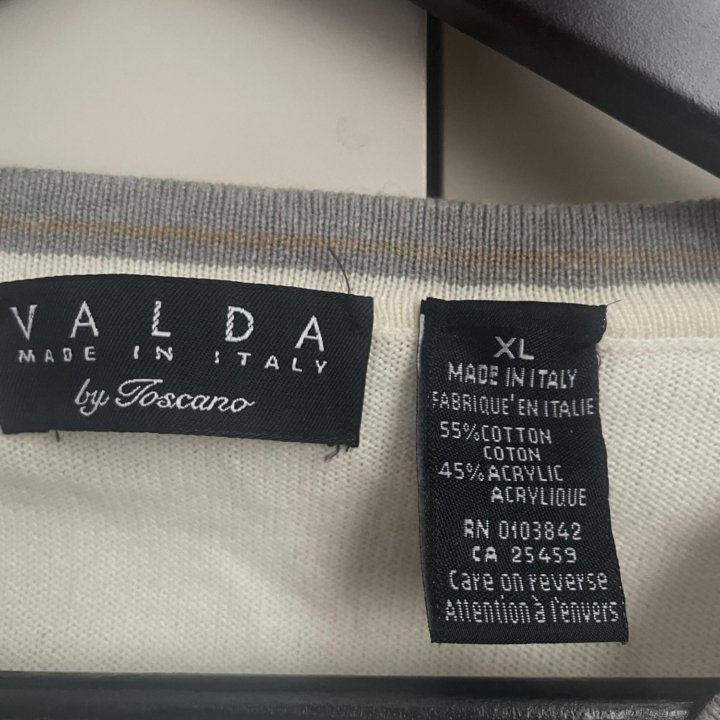 VALDA
MADE IN ITALY
by Toscano
XL
MADE IN ITALY
FABRIQUE' EN ITALIE
55% COTTON
COTON
45% ACRYLIC
ACRYLIQUE
RN 0103842
CA 25459
Care on reverse
Attention à l'envers